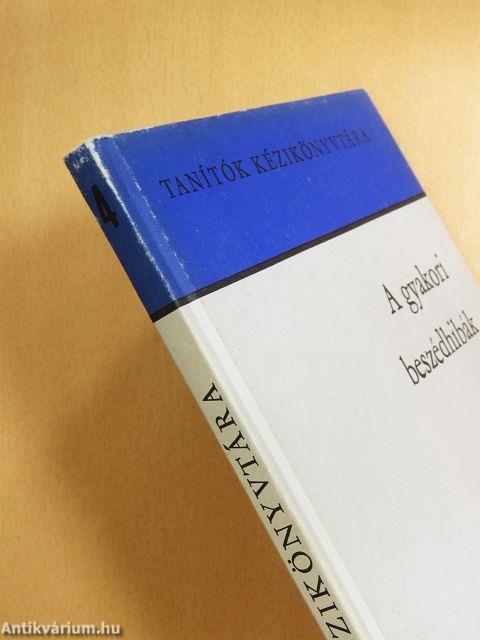 TANÍTÓK KÉZIKÖNYVTÁRA
4
A gyakori
beszédhibák
ZIKÖNYVTÁRA
Antikvárium.hu